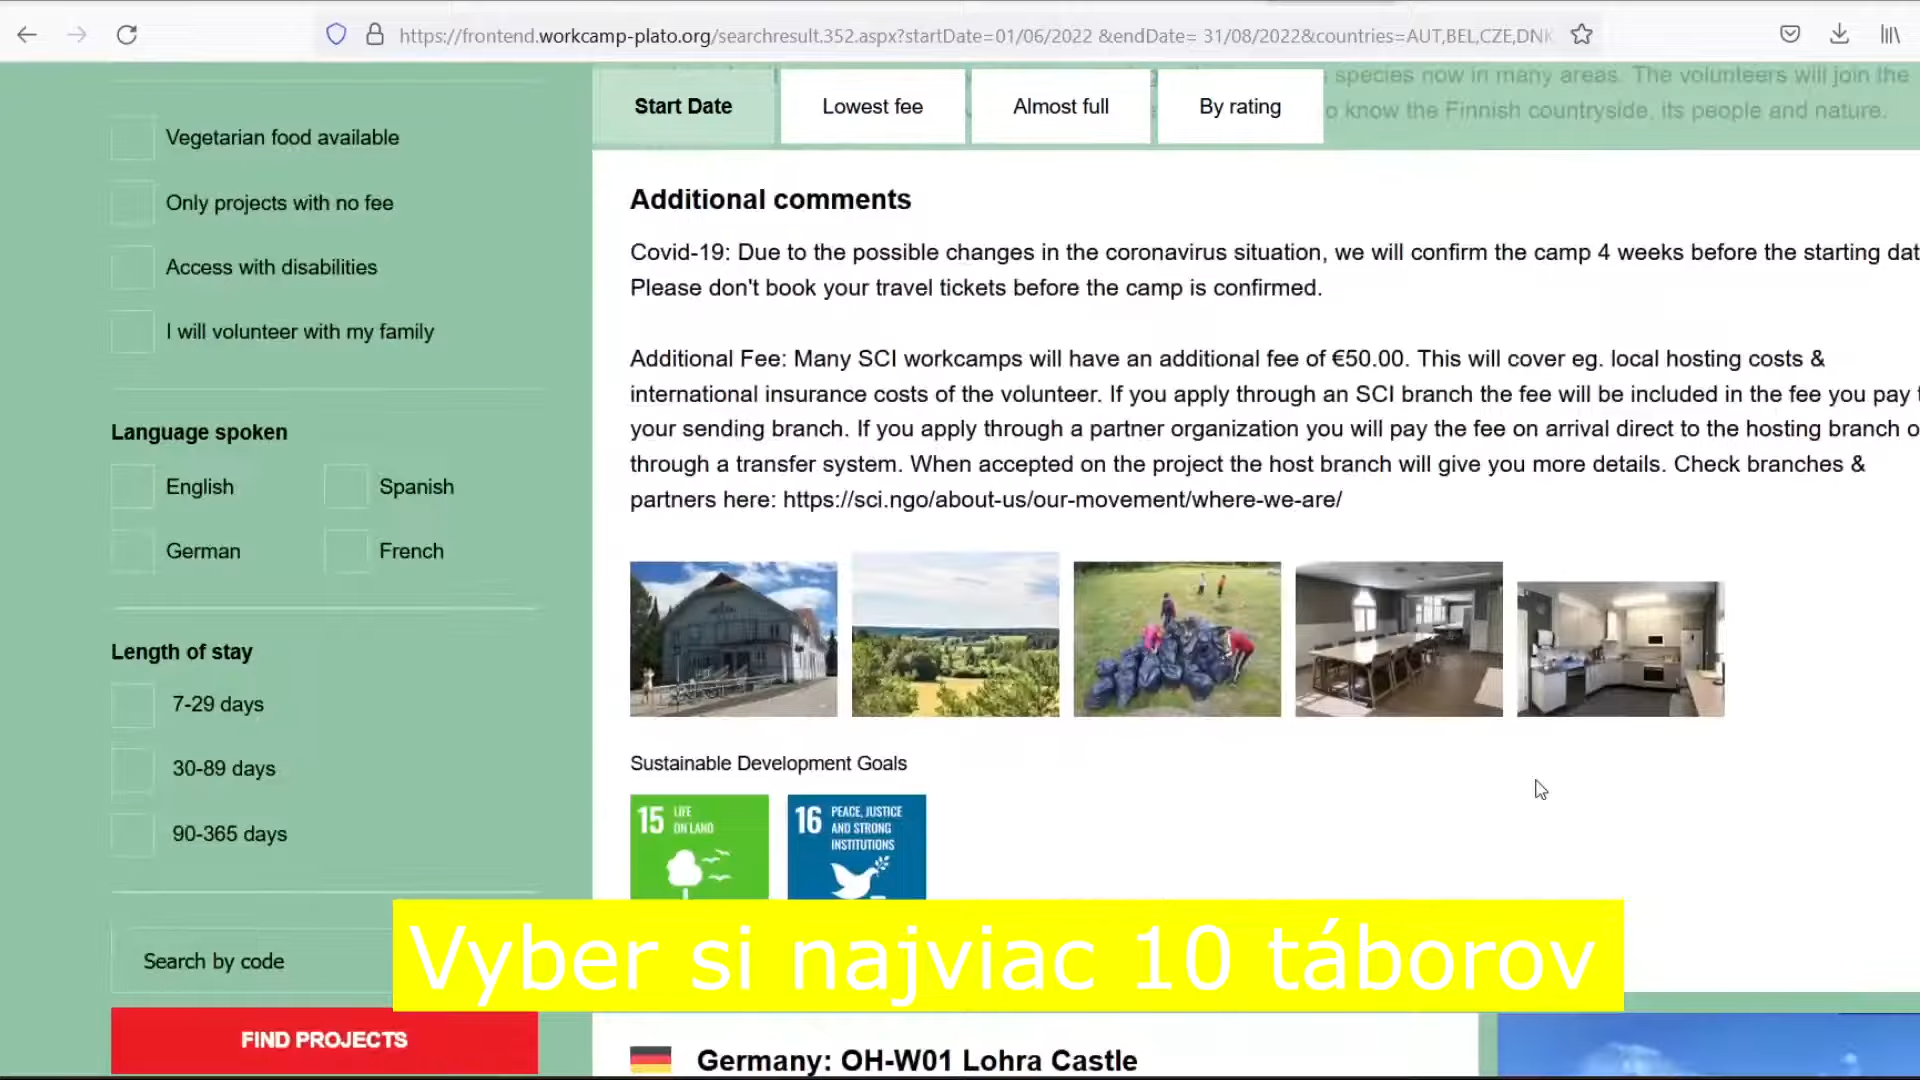 https://frontend.workcamp-plato.org/searchresult.352.aspx?startDate=01/06/2022 &endDate= 31/08/2022&countries=AUT,BEL,CZE,DNK
species now in many areas. The volunteers will join the
know the Finnish countryside, its people and nature.
Start Date
Lowest fee
Almost full
By rating
Vegetarian food available
Only projects with no fee
Access with disabilities
I will volunteer with my family
Language spoken
English
Spanish
German
French
Length of stay
7-29 days
30-89 days
90-365 days
Search by code
FIND PROJECTS
Additional comments
Covid-19: Due to the possible changes in the coronavirus situation, we will confirm the camp 4 weeks before the starting dat
Please don't book your travel tickets before the camp is confirmed.
Additional Fee: Many SCI workcamps will have an additional fee of €50.00. This will cover eg. local hosting costs &
international insurance costs of the volunteer. If you apply through an SCI branch the fee will be included in the fee you pay
your sending branch. If you apply through a partner organization you will pay the fee on arrival direct to the hosting branch o
through a transfer system. When accepted on the project the host branch will give you more details. Check branches &
partners here: https://sci.ngo/about-us/our-movement/where-we-are/
Sustainable Development Goals
15 LIFE
ON LAND
16 PEACE, JUSTICE
AND STRONG
INSTITUTIONS
Vyber si najviac 10 táborov
Germany: OH-W01 Lohra Castle